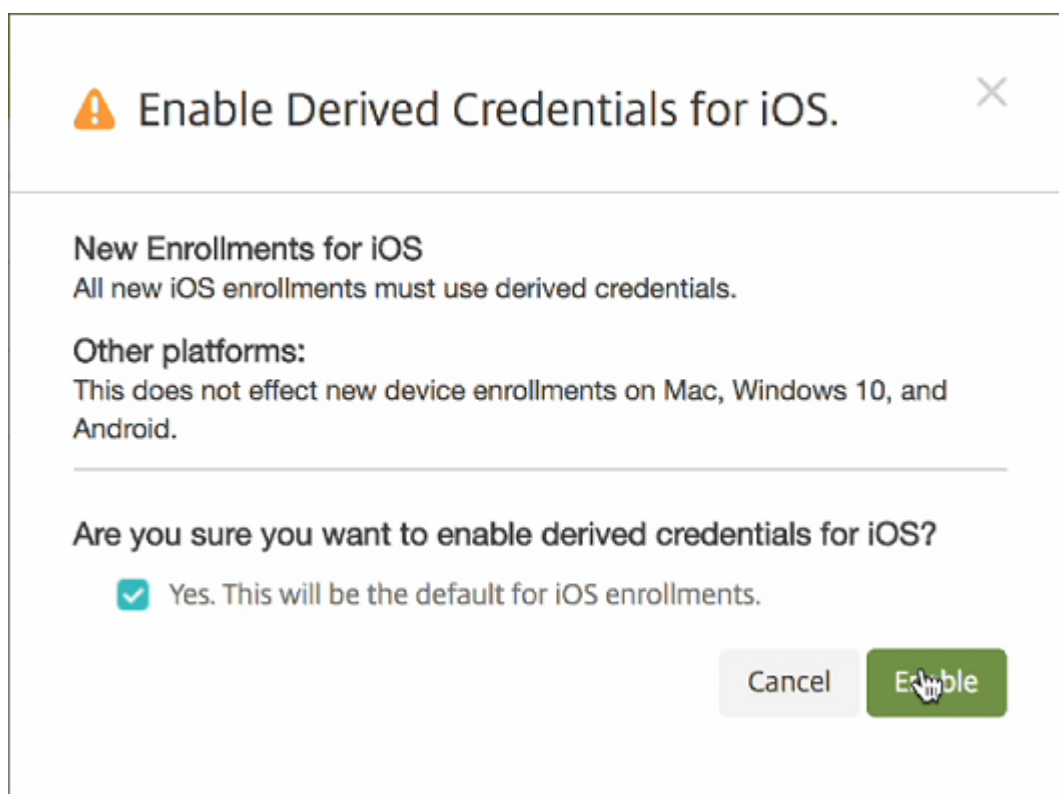 Enable Derived Credentials for iOS.
New Enrollments for iOS
All new iOS enrollments must use derived credentials.
Other platforms:
This does not effect new device enrollments on Mac, Windows 10, and
Android.
Are you sure you want to enable derived credentials for iOS?
Yes. This will be the default for iOS enrollments.
Cancel
Enable